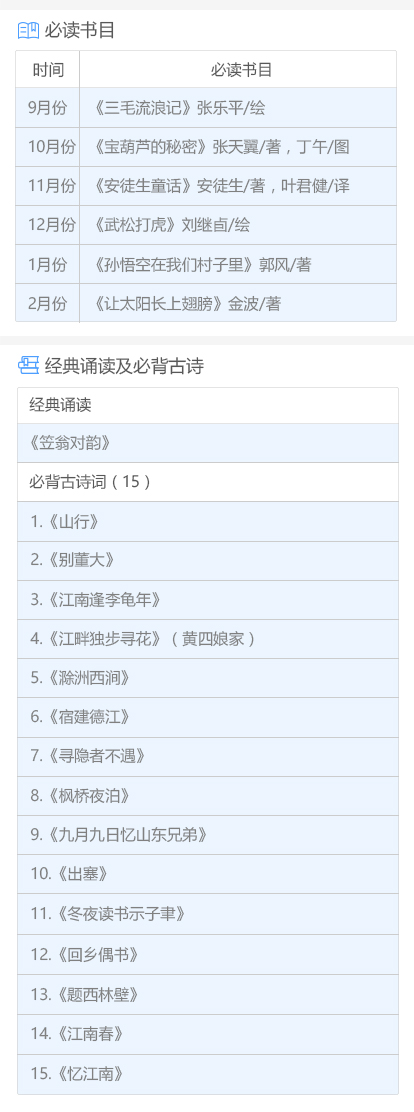 必读书目
时间 必读书目
9月份 《三毛流浪记》张乐平/绘
10月份 《宝葫芦的秘密》张天翼/著，丁午/图
11月份 《安徒生童话》安徒生/著，叶君健/译
12月份 《武松打虎》刘继卣/绘
1月份 《孙悟空在我们村子里》郭风/著
2月份 《让太阳长上翅膀》金波/著
经典诵读及必背古诗
经典诵读
《笠翁对韵》
必背古诗词（15）
1.《山行》
2.《别董大》
3.《江南逢李龟年》
4.《江畔独步寻花》（黄四娘家）
5.《滁洲西涧》
6.《宿建德江》
7.《寻隐者不遇》
8.《枫桥夜泊》
9.《九月九日忆山东兄弟》
10.《出塞》
11.《冬夜读书示子聿》
12.《回乡偶书》
13.《题西林壁》
14.《江南春》
15.《忆江南》